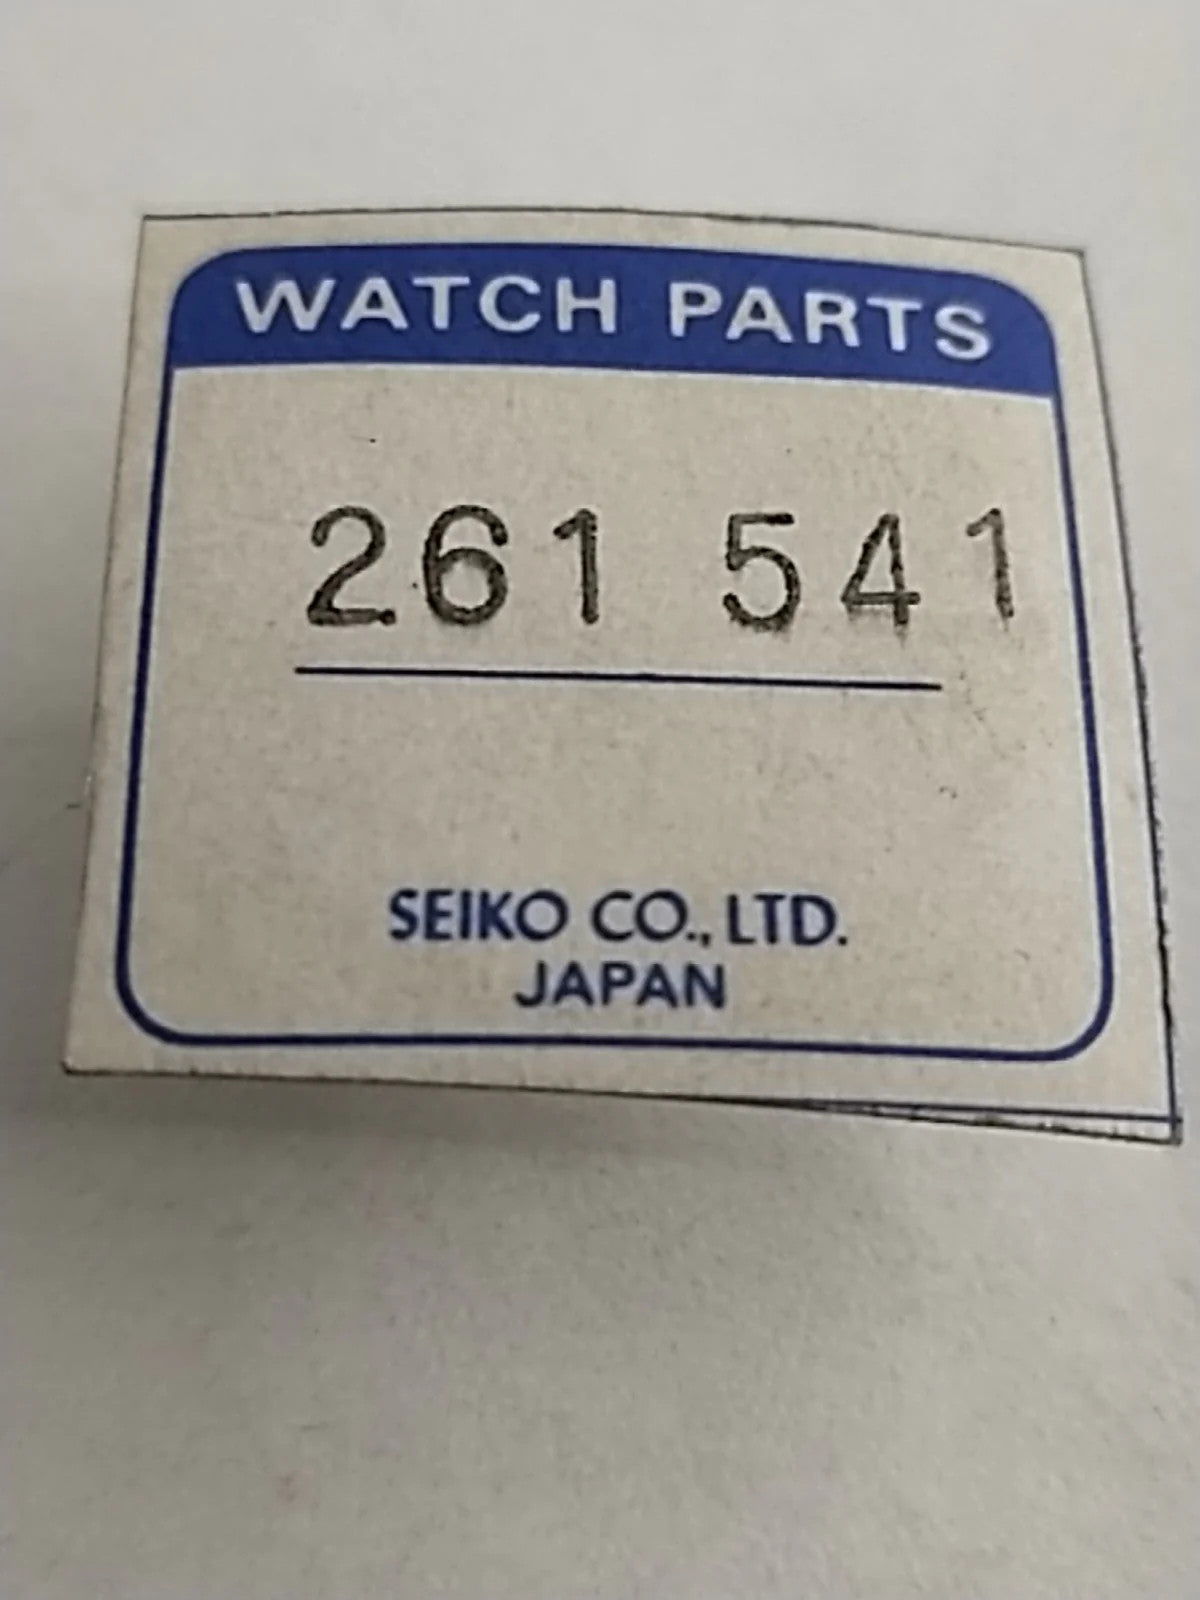 WATCH PARTS
261 541
SEIKO CO., LTD.
JAPAN